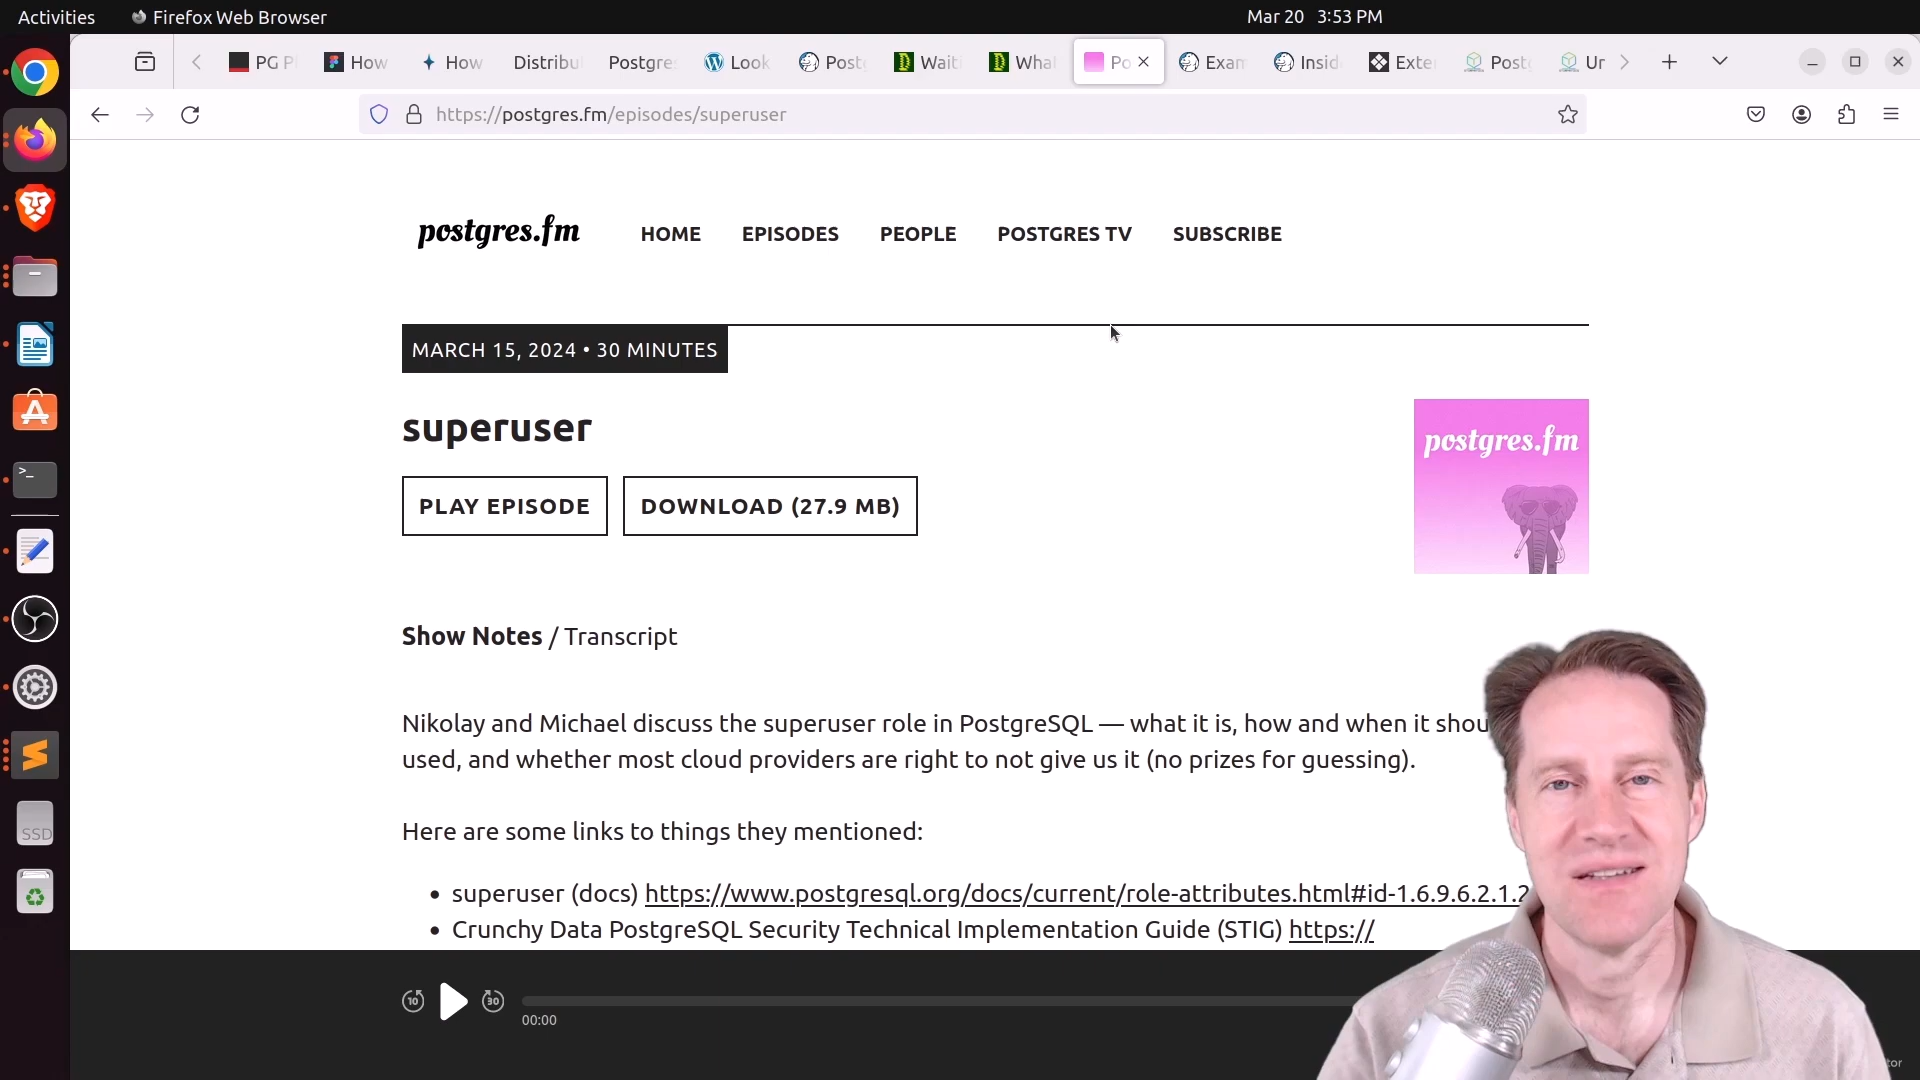 Activities
Firefox Web Browser
Mar 20 3:53 PM
PG P
How
How
Distribu
Postgre
Look
Post
Wait
Wha
Po
Exam
Insid
Exte
Post
Ur
https://postgres.fm/episodes/superuser
postgres.fm
HOME
EPISODES
PEOPLE
POSTGRES TV
SUBSCRIBE
MARCH 15, 2024 • 30 MINUTES
superuser
postgres.fm
PLAY EPISODE
DOWNLOAD (27.9 MB)
Show Notes / Transcript
Nikolay and Michael discuss the superuser role in PostgreSQL — what it is, how and when it shou
used, and whether most cloud providers are right to not give us it (no prizes for guessing).
Here are some links to things they mentioned:
• superuser (docs) https://www.postgresql.org/docs/current/role-attributes.html#id-1.6.9.6.2.1.2
• Crunchy Data PostgreSQL Security Technical Implementation Guide (STIG) https://
10
30
00:00
SSD
tor